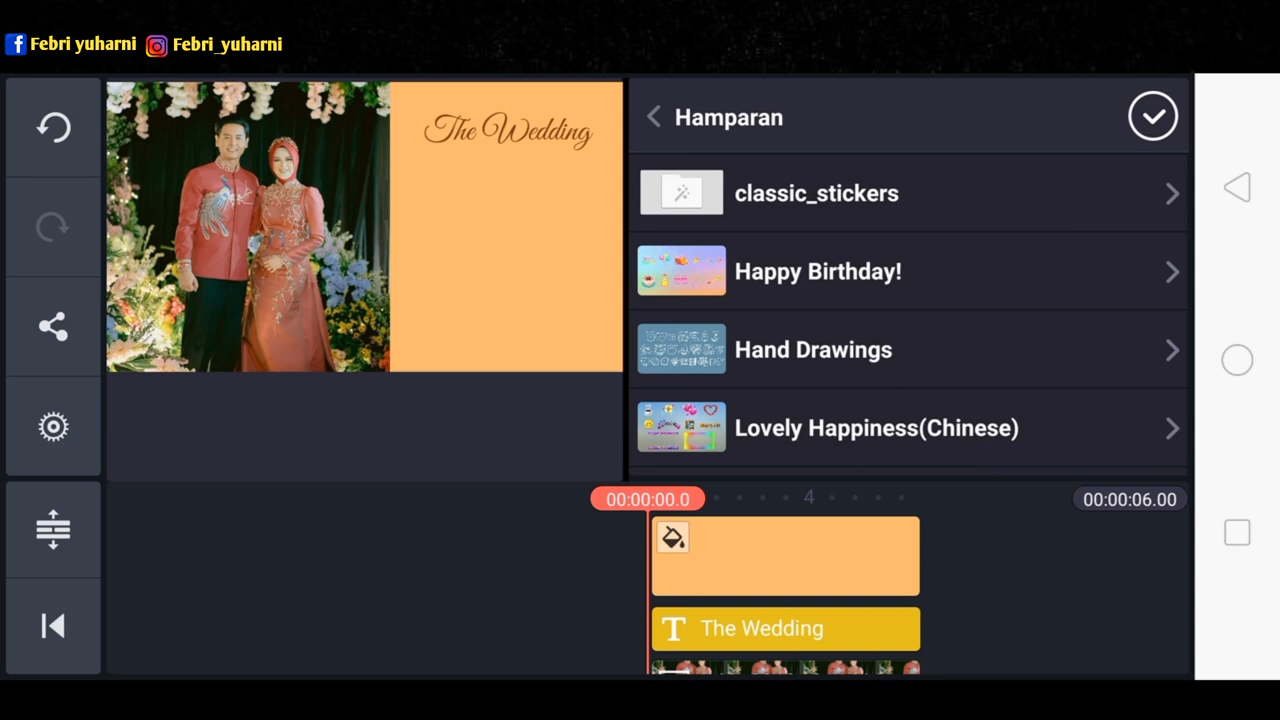 Febri yuharni Febri_yuharni
The Wedding
Hamparan
classic_stickers
Happy Birthday!
Hand Drawings
Lovely Happiness(Chinese)
00:00:00.0 4 00:00:06.00
T The Wedding